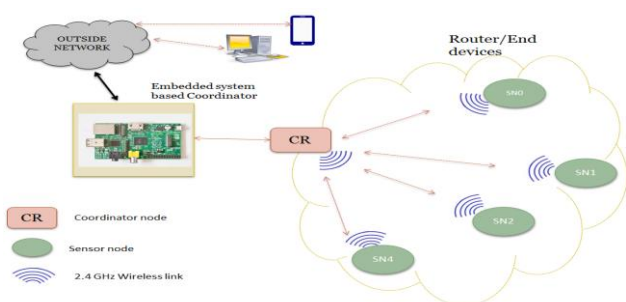 OUTSIDE
NETWORK
Router/End
devices
Embedded system
based Coordinator
SN0
CR
SN1
SN2
SN4
CR
Coordinator node
Sensor node
2.4 GHz Wireless link